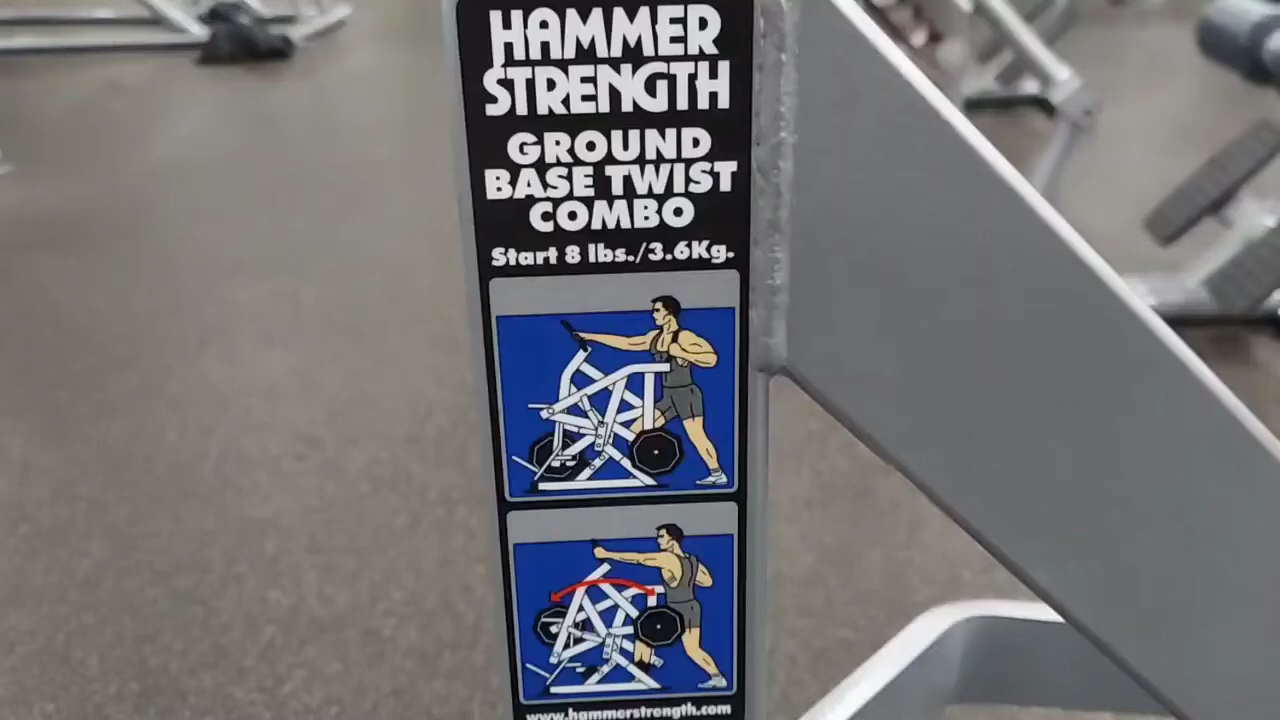 HAMMER
STRENGTH
GROUND
BASE TWIST
COMBO
Start 8 lbs./3.6Kg.
www.hammerstrength.com